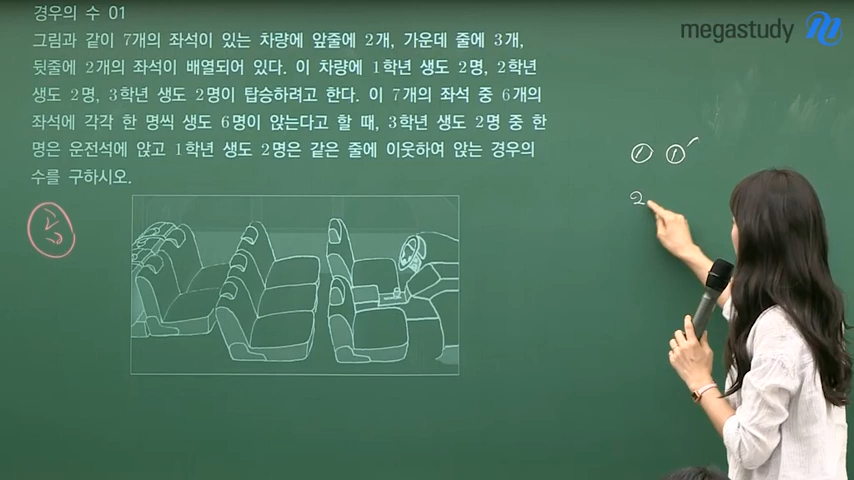 경우의 수 01
megastudy
그림과 같이 7개의 좌석이 있는 차량에 앞줄에 2개, 가운데 줄에 3개,
뒷줄에 2개의 좌석이 배열되어 있다. 이 차량에 1학년 생도 2명, 2학년
생도 2명, 3학년 생도 2명이 탑승하려고 한다. 이 7개의 좌석 중 6개의
좌석에 각각 한 명씩 생도 6명이 앉는다고 할 때, 3학년 생도 2명 중 한
명은 운전석에 앉고 1학년 생도 2명은 같은 줄에 이웃하여 앉는 경우의
수를 구하시오.
① ①′
2